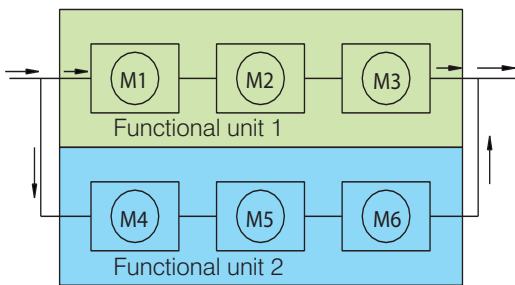 M1 M2 M3
Functional unit 1
M4 M5 M6
Functional unit 2